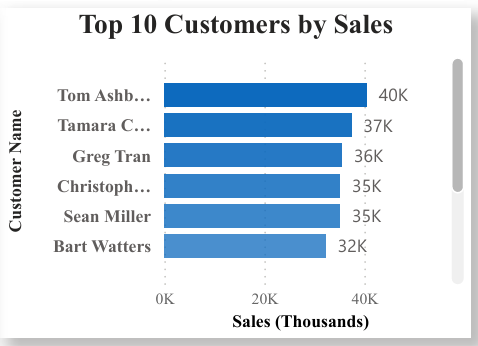 Top 10 Customers by Sales
Customer Name
Tom Ashb… 40K
Tamara C… 37K
Greg Tran 36K
Christoph… 35K
Sean Miller 35K
Bart Watters 32K
0K 20K 40K
Sales (Thousands)